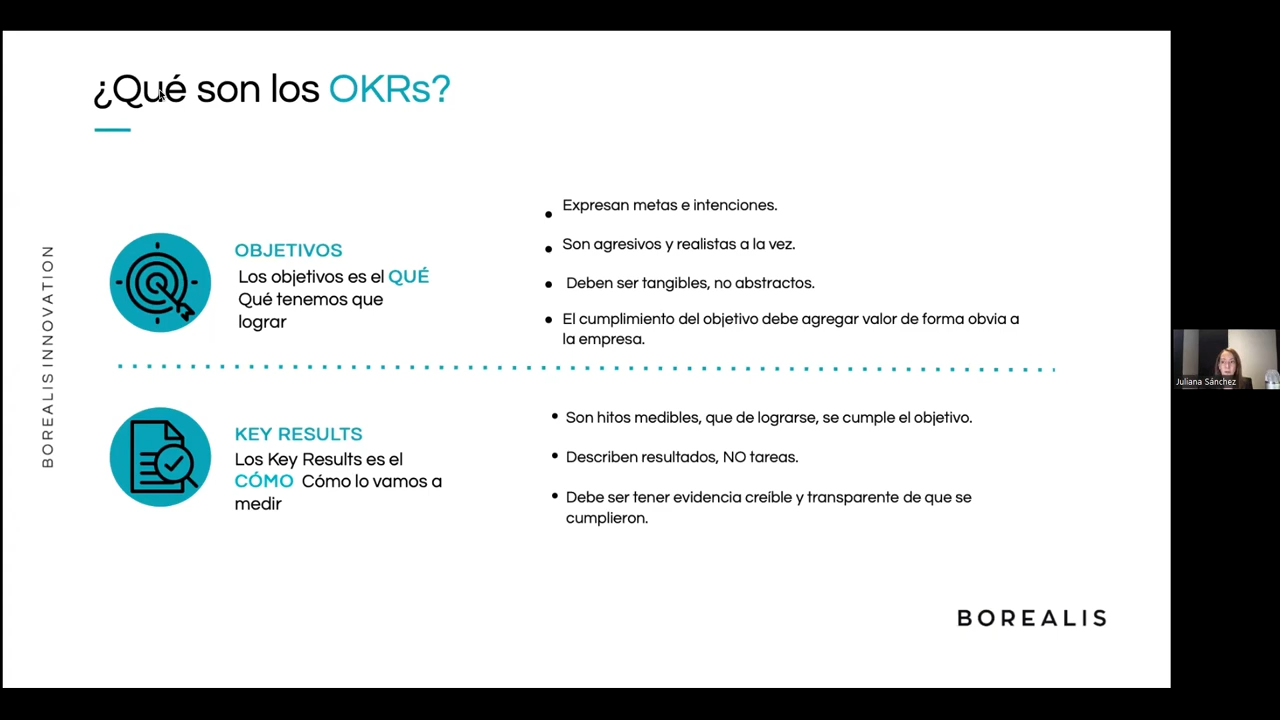 ¿Qué son los OKRs?
BOREALISINNOVATION
OBJETIVOS
Los objetivos es el QUÉ
Qué tenemos que
lograr
Expresan metas e intenciones.
Son agresivos y realistas a la vez.
Deben ser tangibles, no abstractos.
El cumplimiento del objetivo debe agregar valor de forma obvia a
la empresa.
KEY RESULTS
Los Key Results es el
CÓMO Cómo lo vamos a
medir
Son hitos medibles, que de lograrse, se cumple el objetivo.
Describen resultados, NO tareas.
Debe ser tener evidencia creíble y transparente de que se
cumplieron.
BOREALIS
Juliana Sánchez